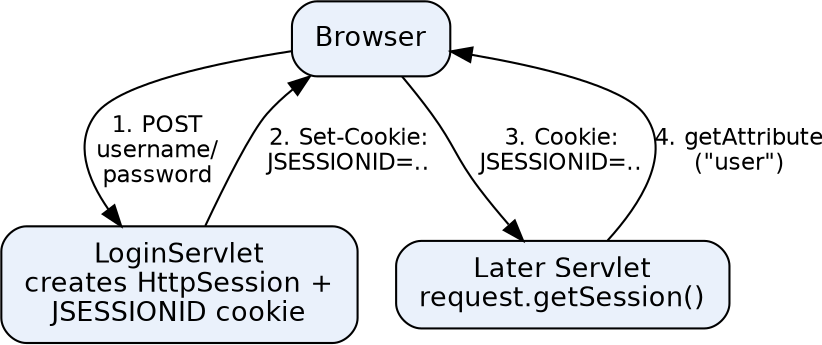 Browser
1. POST
username/
password
2. Set-Cookie:
JSESSIONID=..
3. Cookie:
JSESSIONID=..
4. getAttribute
("user")
LoginServlet
creates HttpSession +
JSESSIONID cookie
Later Servlet
request.getSession()